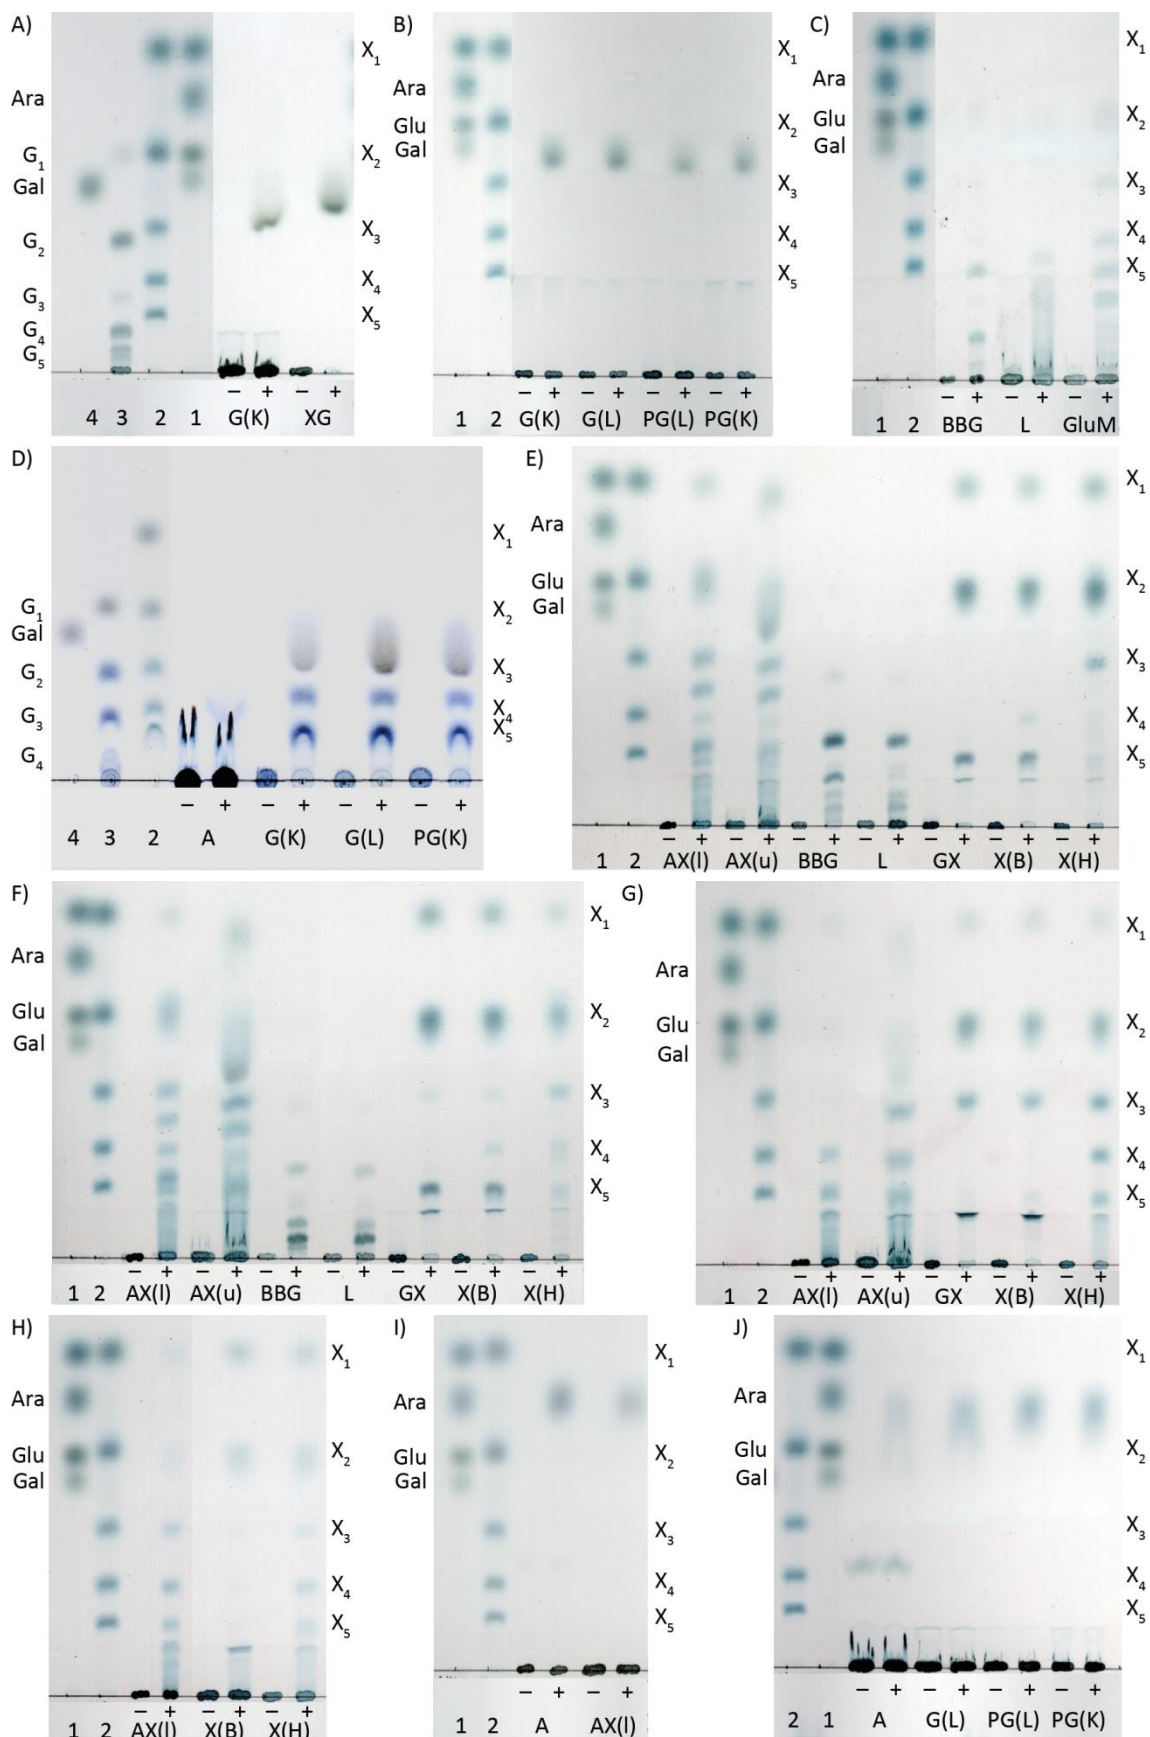 A)
X1
Ara
G1
X2
Gal
G2
X3
G3
X4
G4
X5
G5
− + − +
4 3 2 1 G(K) XG
B)
X1
Ara
Glu
X2
Gal
X3
X4
X5
− + − + − + − +
1 2 G(K) G(L) PG(L) PG(K)
C)
X1
Ara
Glu
X2
Gal
X3
X4
X5
− + − + − +
1 2 BBG L GluM
D)
X1
G1
X2
Gal
G2
X3
G3
X4
X5
G4
− + − + − + − +
4 3 2 A G(K) G(L) PG(K)
E)
X1
Ara
Glu
X2
Gal
X3
X4
X5
− + − + − + − + − + − + − +
1 2 AX(l) AX(u) BBG L GX X(B) X(H)
F)
X1
Ara
Glu
X2
Gal
X3
X4
X5
− + − + − + − + − + − + − +
1 2 AX(l) AX(u) BBG L GX X(B) X(H)
G)
X1
Ara
Glu
X2
Gal
X3
X4
X5
− + − + − + − + − +
1 2 AX(l) AX(u) GX X(B) X(H)
H)
X1
Ara
Glu
X2
Gal
X3
X4
X5
− + − + − +
1 2 AX(l) X(B) X(H)
I)
X1
Ara
Glu
X2
Gal
X3
X4
X5
− + − +
1 2 A AX(l)
J)
X1
Ara
Glu
X2
Gal
X3
X4
X5
− + − + − + − +
2 1 A G(L) PG(L) PG(K)